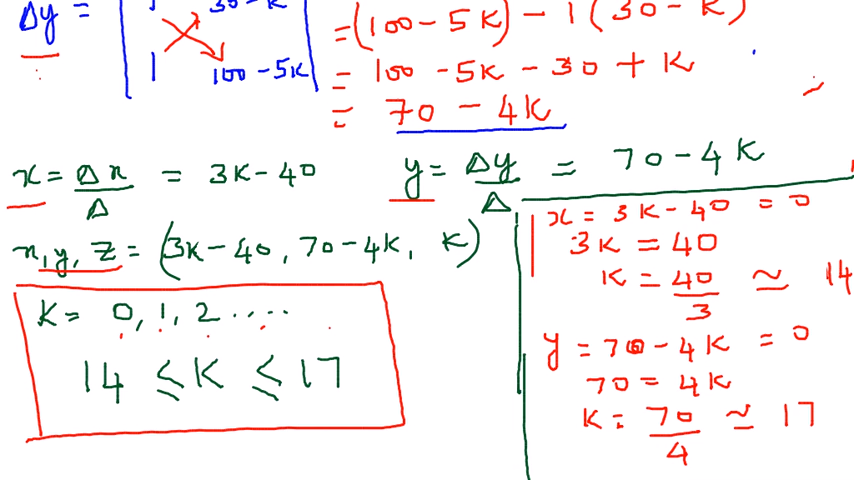 Δy = | 1 30-K |
| 1 100-5K |
= (100-5K) - 1(30-K)
= 100 -5K - 30 + K
= 70 - 4K
x = Δx/Δ = 3K-40
y = Δy/Δ = 70-4K
x, y, z = (3K-40, 70-4K, K)
K = 0, 1, 2 .....
14 ≤ K ≤ 17
x = 3K-40 = 0
3K = 40
K = 40/3 ≃ 14
y = 70-4K = 0
70 = 4K
K = 70/4 ≃ 17